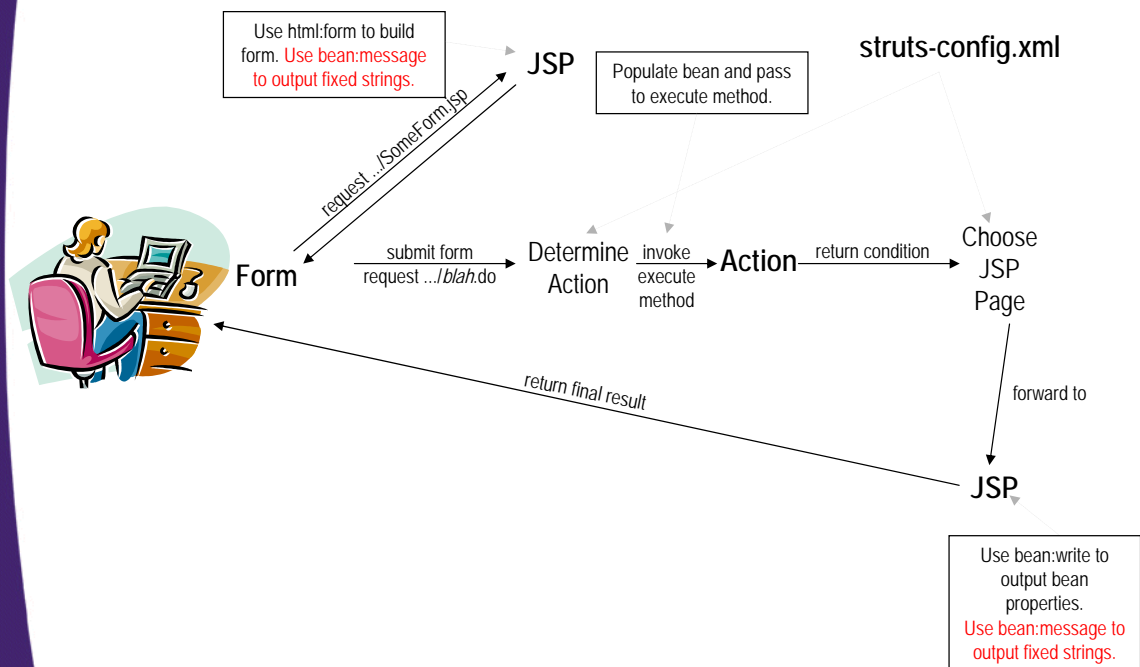 Use html:form to build
form. Use bean:message
to output fixed strings.
JSP
struts-config.xml
Populate bean and pass
to execute method.
request .../SomeForm.jsp
Form
submit form
request .../blah.do
Determine
Action
invoke
execute
method
Action
return condition
Choose
JSP
Page
return final result
forward to
JSP
Use bean:write to
output bean
properties.
Use bean:message to
output fixed strings.